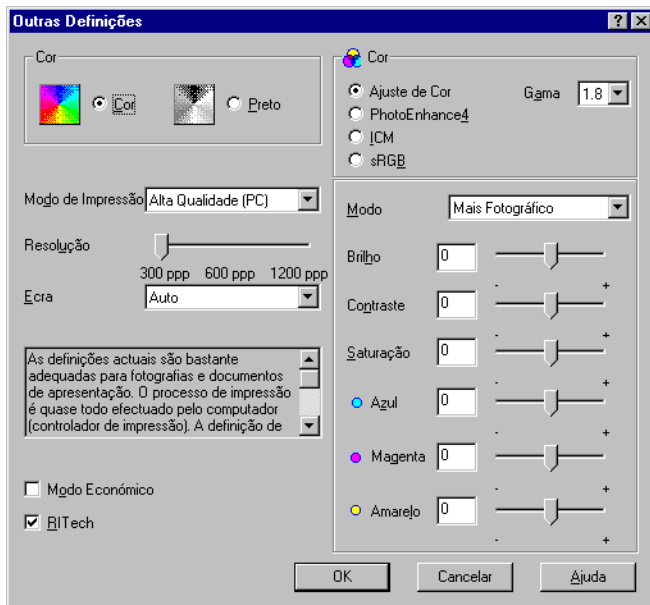 Outras Definições
Cor
Cor
Preto
Modo de Impressão
Alta Qualidade (PC)
Resolução
300 ppp 600 ppp 1200 ppp
Ecra
Auto
As definições actuais são bastante
adequadas para fotografias e documentos
de apresentação. O processo de impressão
é quase todo efectuado pelo computador
(controlador de impressão). A definição de
Modo Económico
RITech
Cor
Ajuste de Cor
Gama
1.8
PhotoEnhance4
ICM
sRGB
Modo
Mais Fotográfico
Brilho
0
- +
Contraste
0
- +
Saturação
0
- +
Azul
0
- +
Magenta
0
- +
Amarelo
0
- +
OK
Cancelar
Ajuda